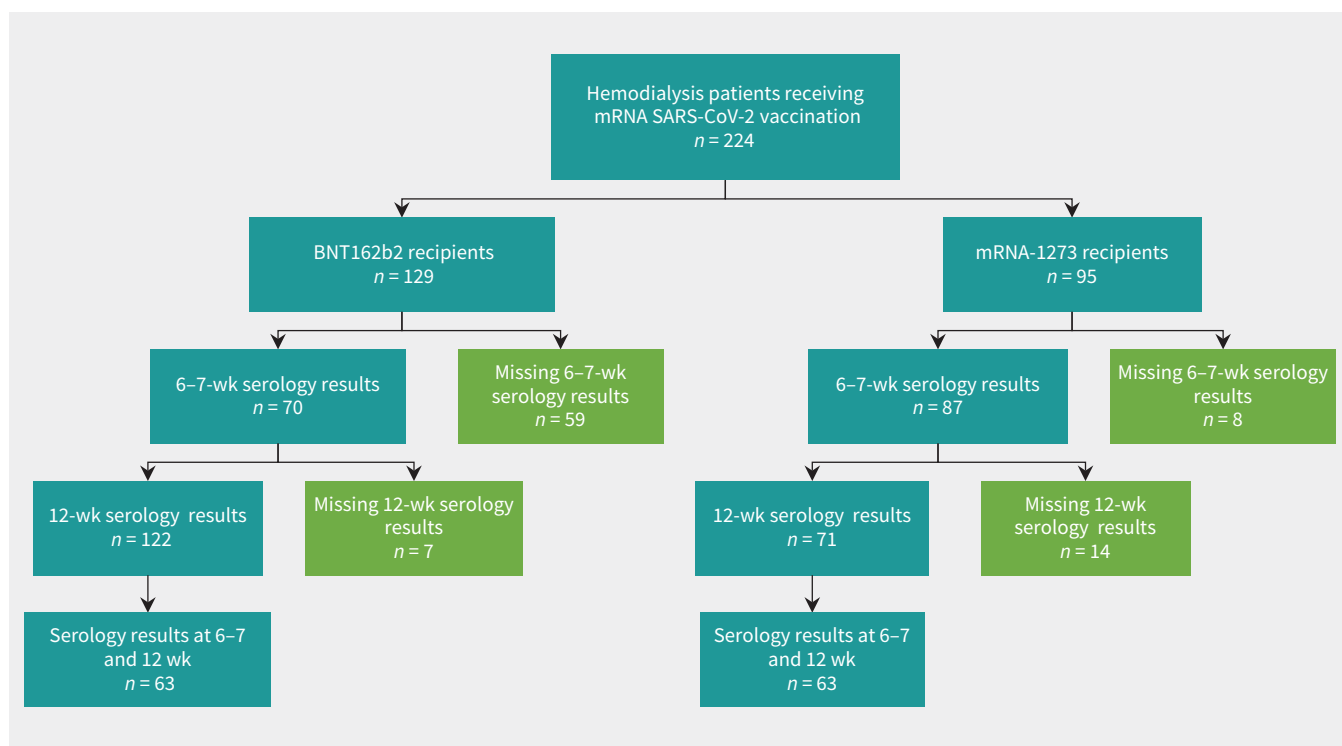 Hemodialysis patients receiving
mRNA SARS-CoV-2 vaccination
n = 224
BNT162b2 recipients
n = 129
mRNA-1273 recipients
n = 95
6–7-wk serology results
n = 70
Missing 6–7-wk
serology results
n = 59
6–7-wk serology results
n = 87
Missing 6–7-wk serology
results
n = 8
12-wk serology results
n = 122
Missing 12-wk serology
results
n = 7
12-wk serology results
n = 71
Missing 12-wk
serology results
n = 14
Serology results at 6–7
and 12 wk
n = 63
Serology results at 6–7
and 12 wk
n = 63